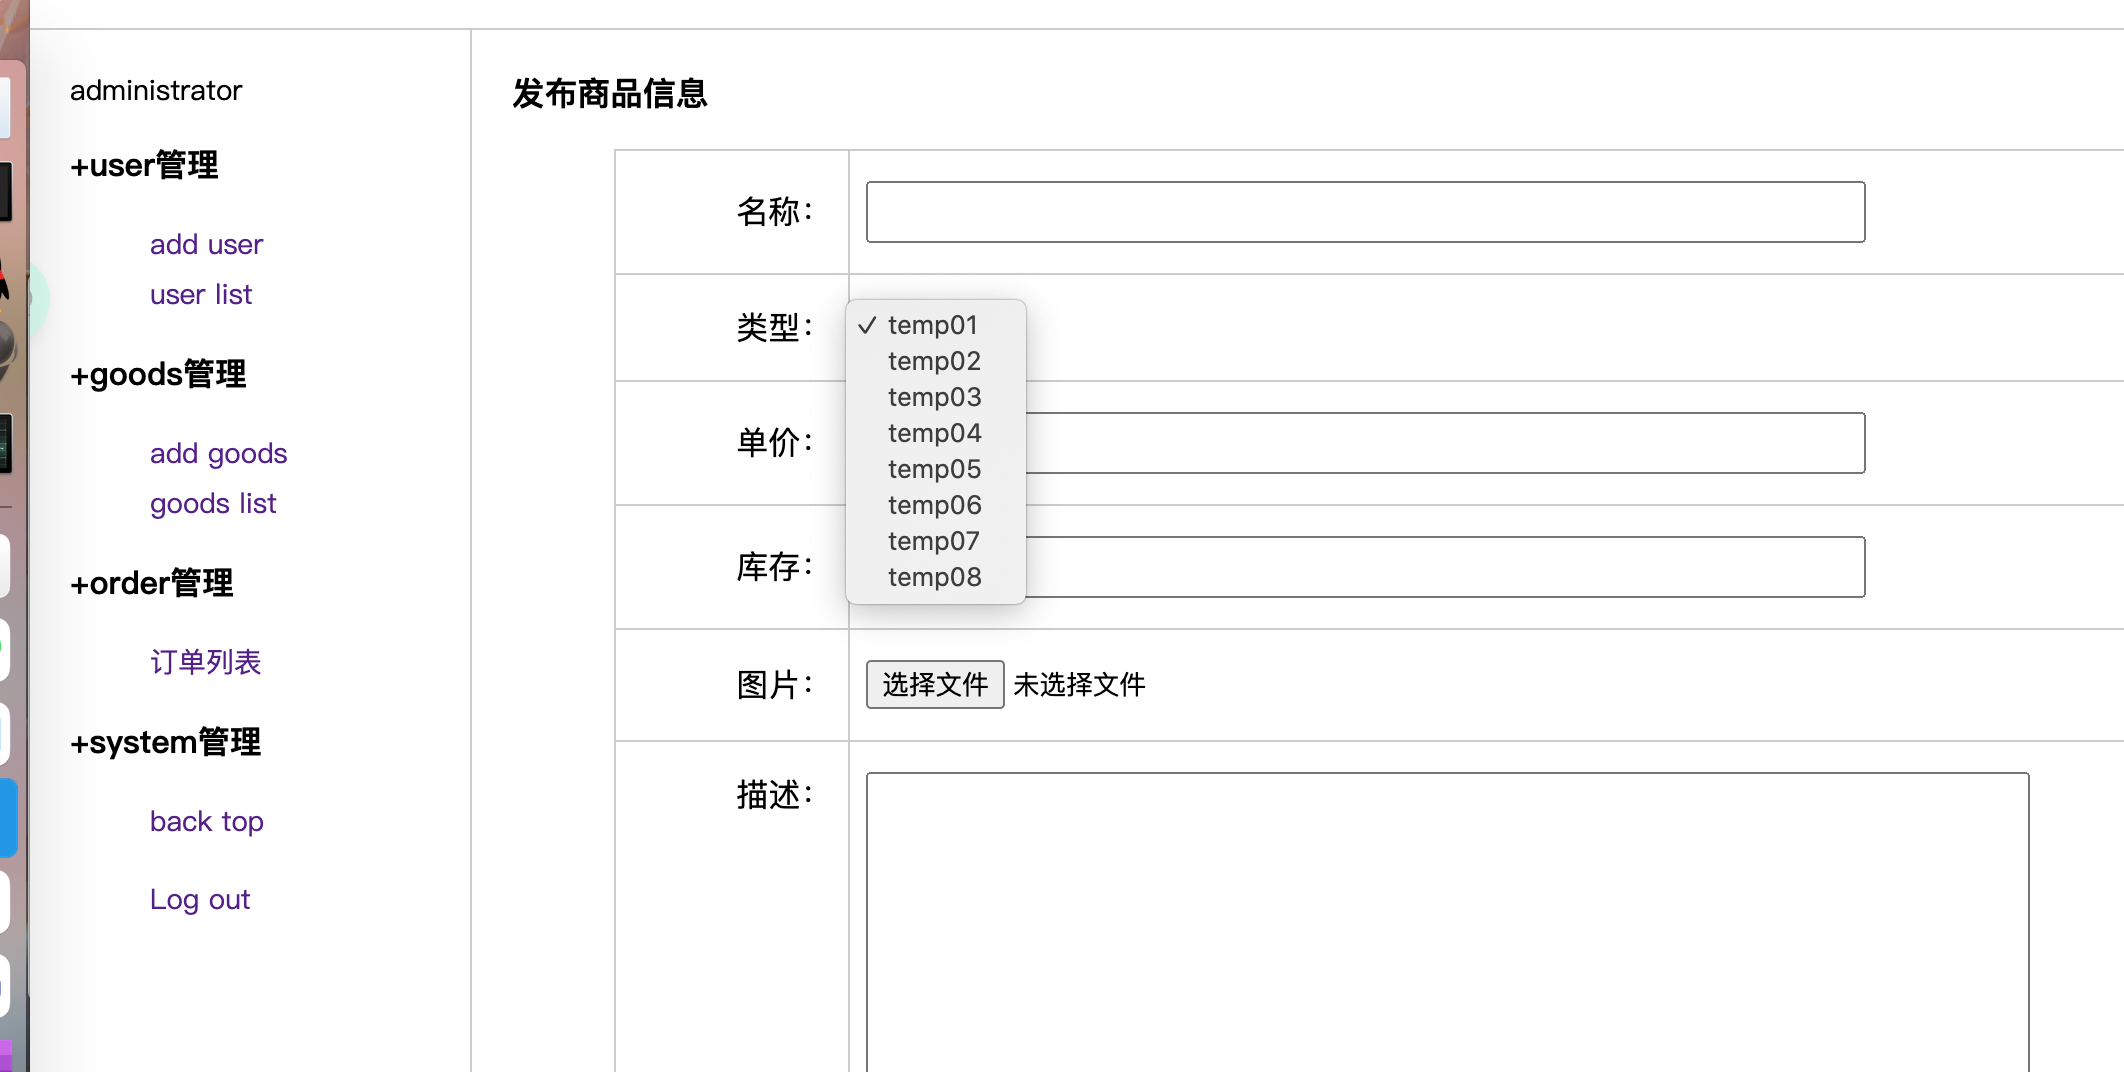 administrator
+user管理
add user
user list
+goods管理
add goods
goods list
+order管理
订单列表
+system管理
back top
Log out
发布商品信息
名称：
类型：
✓ temp01
temp02
temp03
temp04
temp05
temp06
temp07
temp08
单价：
库存：
图片： 选择文件 未选择文件
描述：